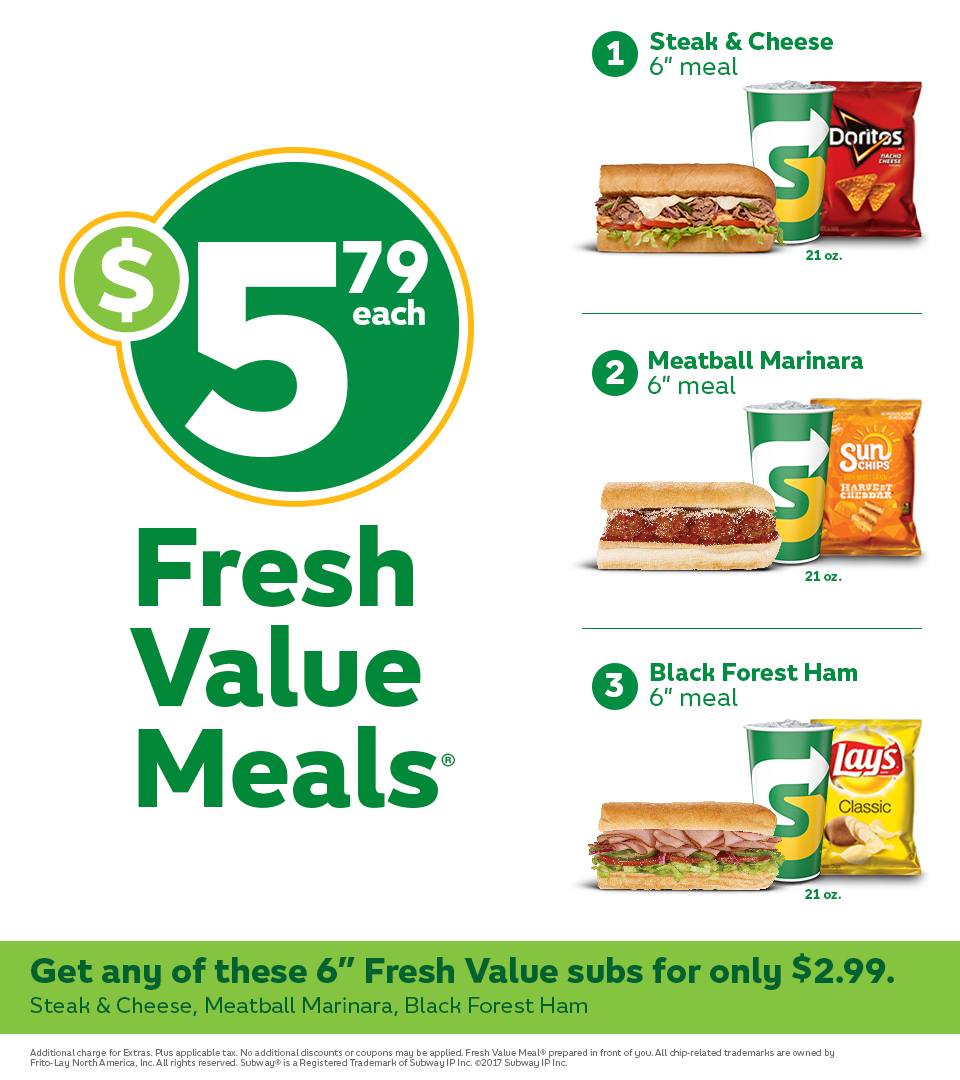 $5 79
each
Fresh
Value
Meals®
1 Steak & Cheese
6" meal
Doritos
NACHO
CHEESE
21 oz.
2 Meatball Marinara
6" meal
Sun
CHIPS
HARVEST
CHEDDAR
21 oz.
3 Black Forest Ham
6" meal
Lay's
Classic
21 oz.
Get any of these 6” Fresh Value subs for only $2.99.
Steak & Cheese, Meatball Marinara, Black Forest Ham
Additional charge for Extras. Plus applicable tax. No additional discounts or coupons may be applied. Fresh Value Meal® prepared in front of you. All chip-related trademarks are owned by
Frito-Lay North America, Inc. All rights reserved. Subway® is a Registered Trademark of Subway IP Inc. ©2017 Subway IP Inc.